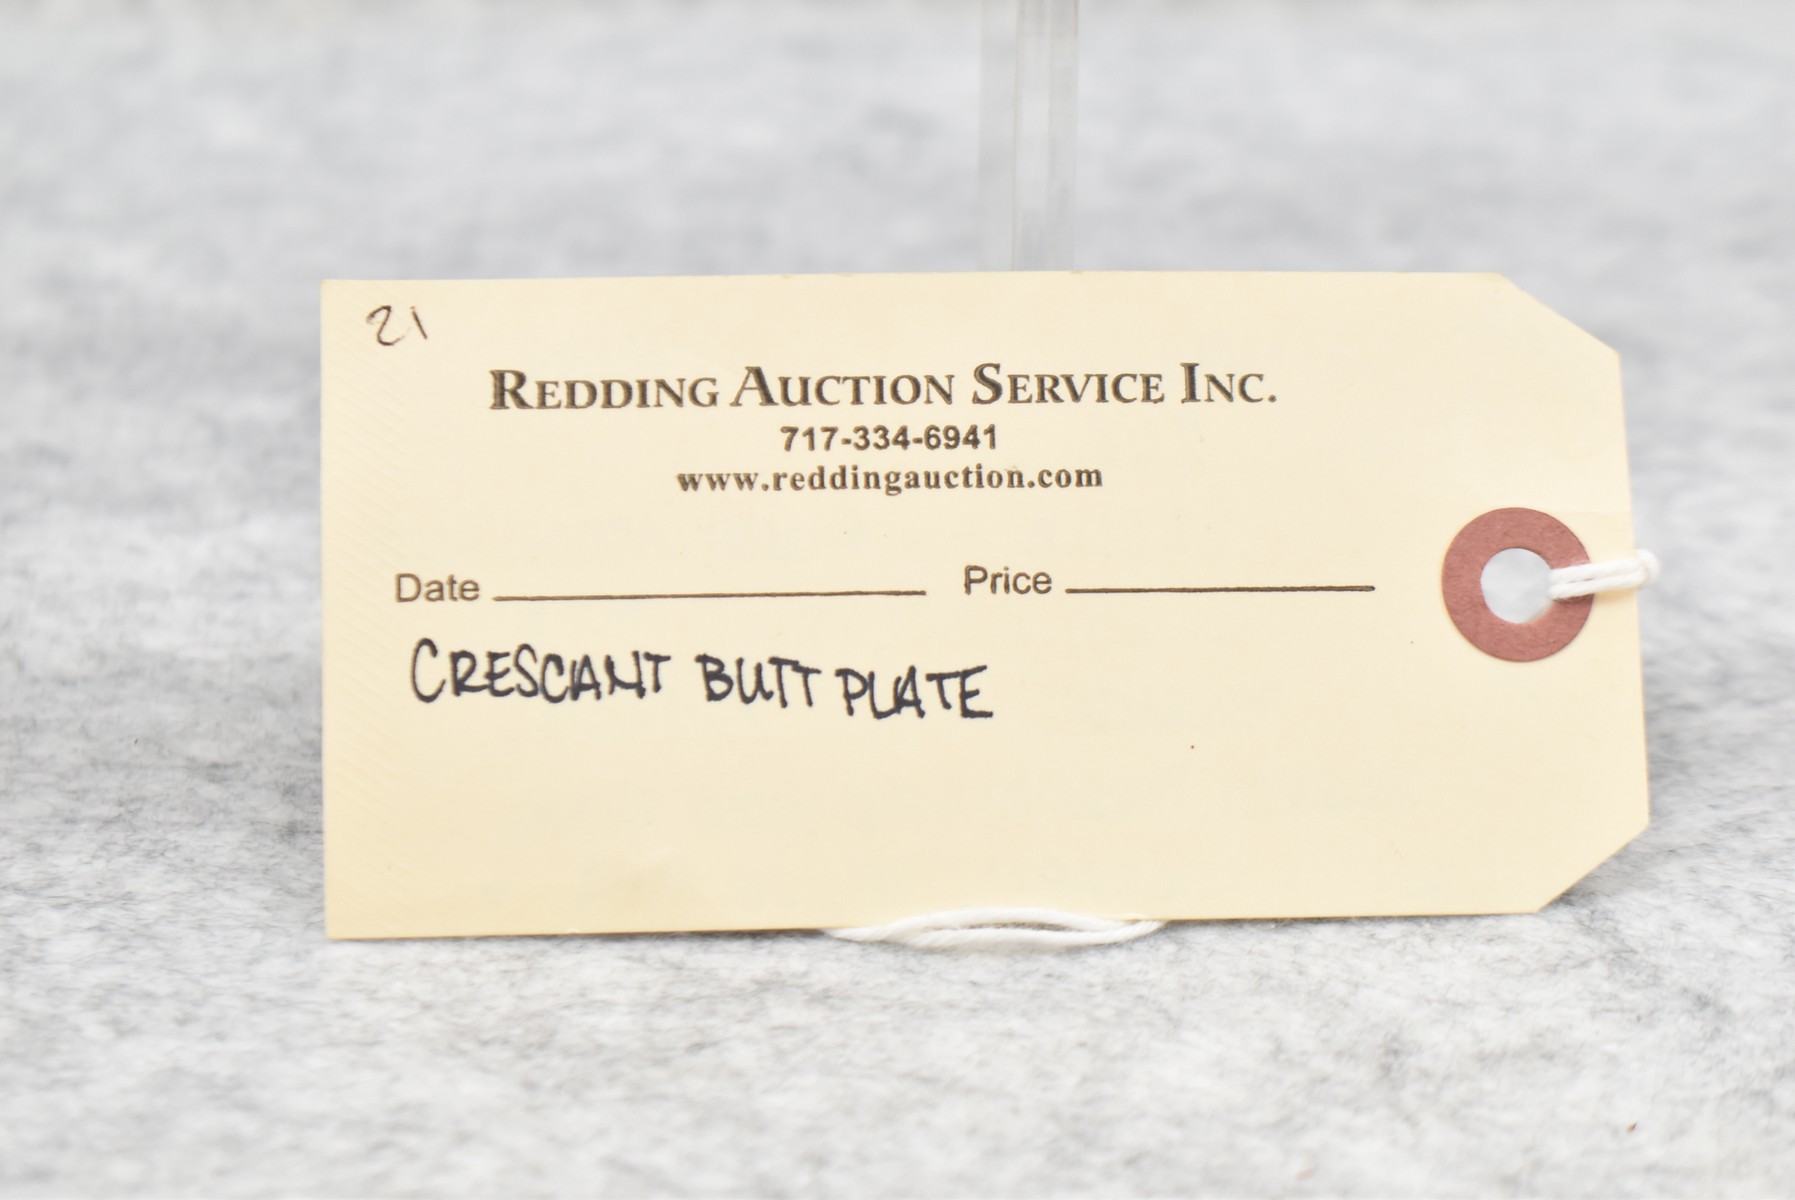 21
Redding Auction Service Inc.
717-334-6941
www.reddingauction.com
Date Price
CRESCANT BUTT PLATE